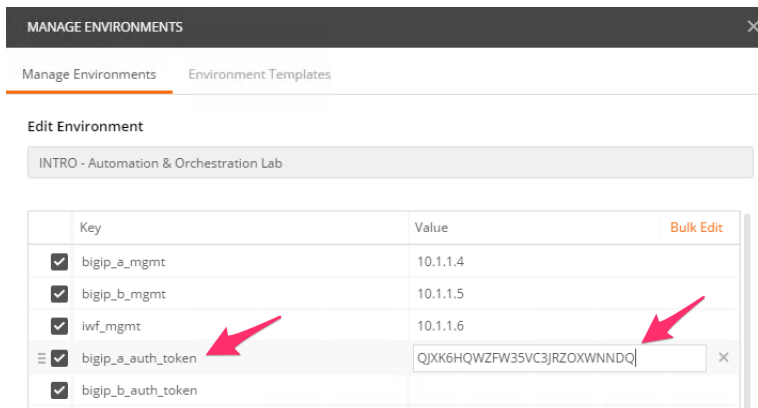 MANAGE ENVIRONMENTS
Manage Environments Environment Templates
Edit Environment
INTRO - Automation & Orchestration Lab
Key Value Bulk Edit
bigip_a_mgmt 10.1.1.4
bigip_b_mgmt 10.1.1.5
iwf_mgmt 10.1.1.6
bigip_a_auth_token QJXK6HQWZFW35VC3JRZOXWNNDQ
bigip_b_auth_token